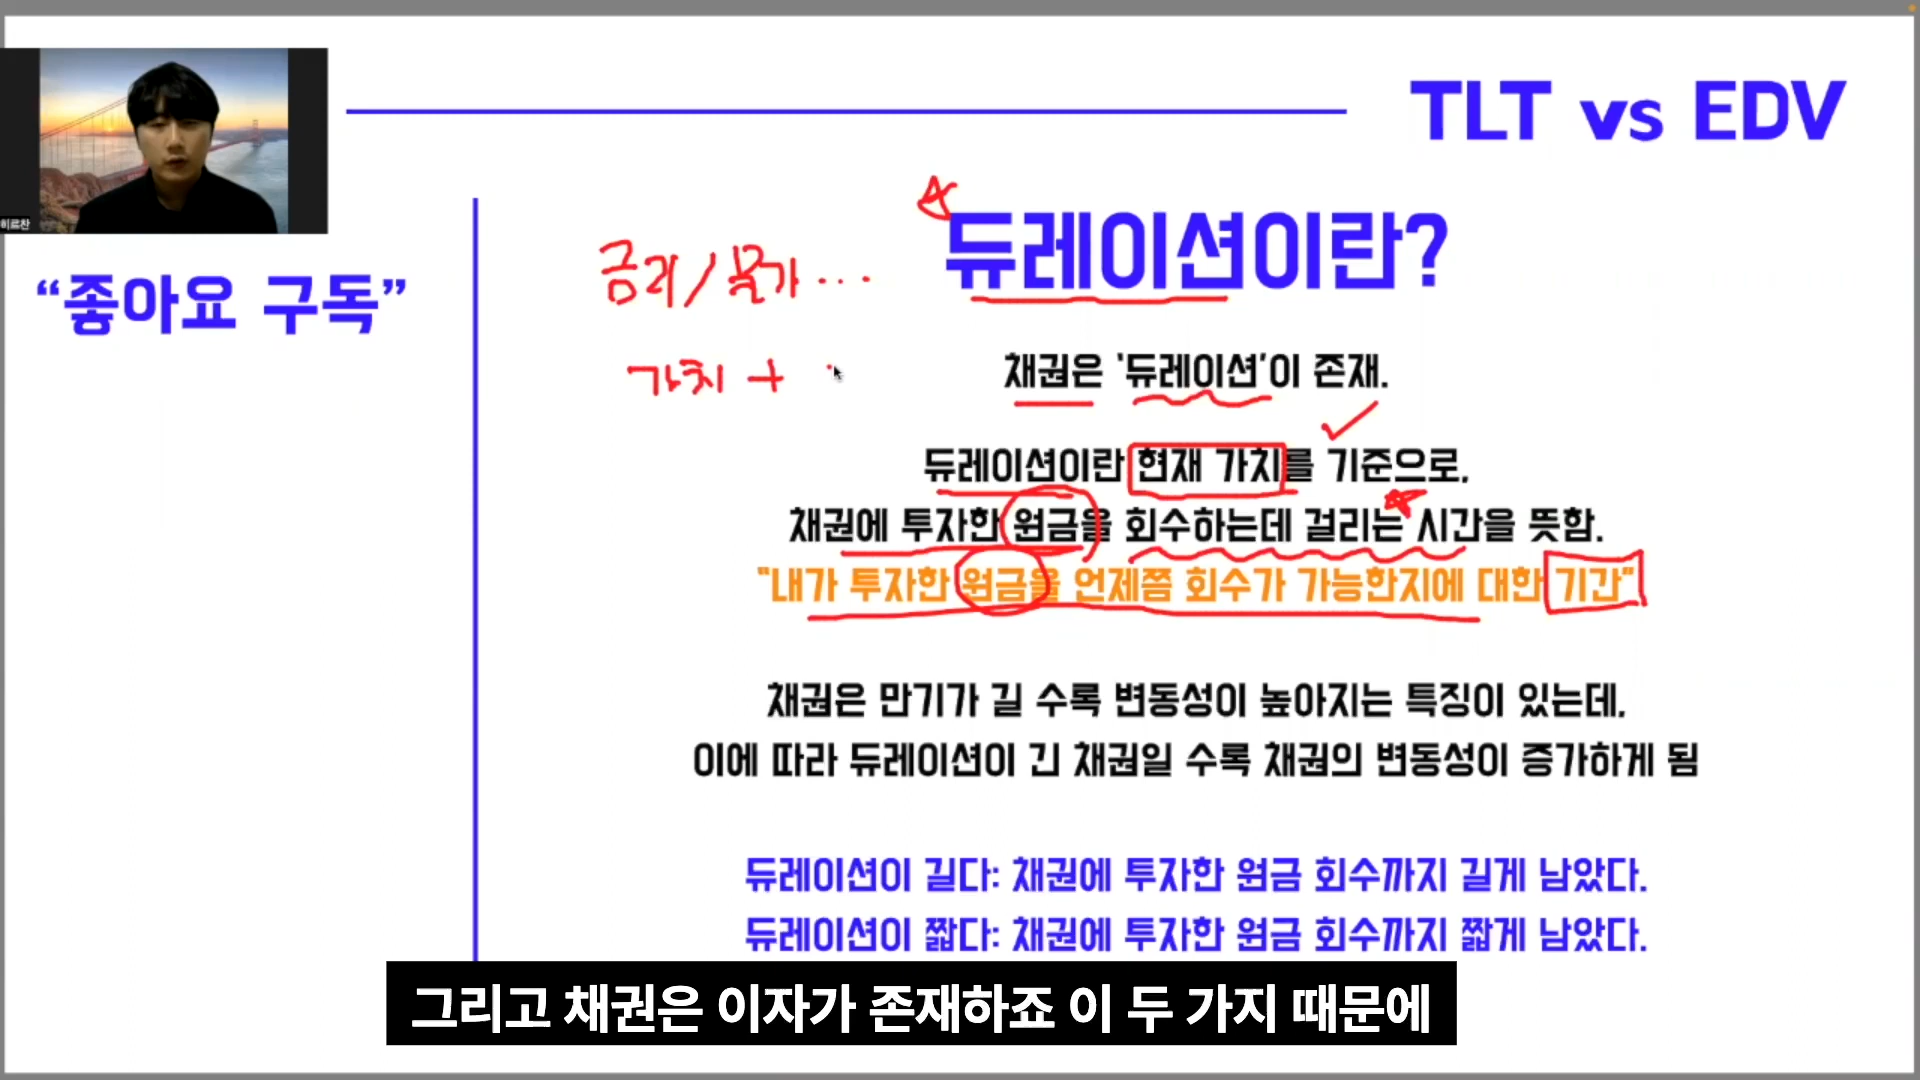 TLT vs EDV
히르찬
"좋아요 구독"
듀레이션이란?
금리/물가...
가치 +
채권은 '듀레이션'이 존재.
듀레이션이란 현재 가치를 기준으로,
채권에 투자한 원금을 회수하는데 걸리는 시간을 뜻함.
"내가 투자한 원금을 언제쯤 회수가 가능한지에 대한 기간"
채권은 만기가 길 수록 변동성이 높아지는 특징이 있는데,
이에 따라 듀레이션이 긴 채권일 수록 채권의 변동성이 증가하게 됨
듀레이션이 길다: 채권에 투자한 원금 회수까지 길게 남았다.
듀레이션이 짧다: 채권에 투자한 원금 회수까지 짧게 남았다.
그리고 채권은 이자가 존재하죠 이 두 가지 때문에